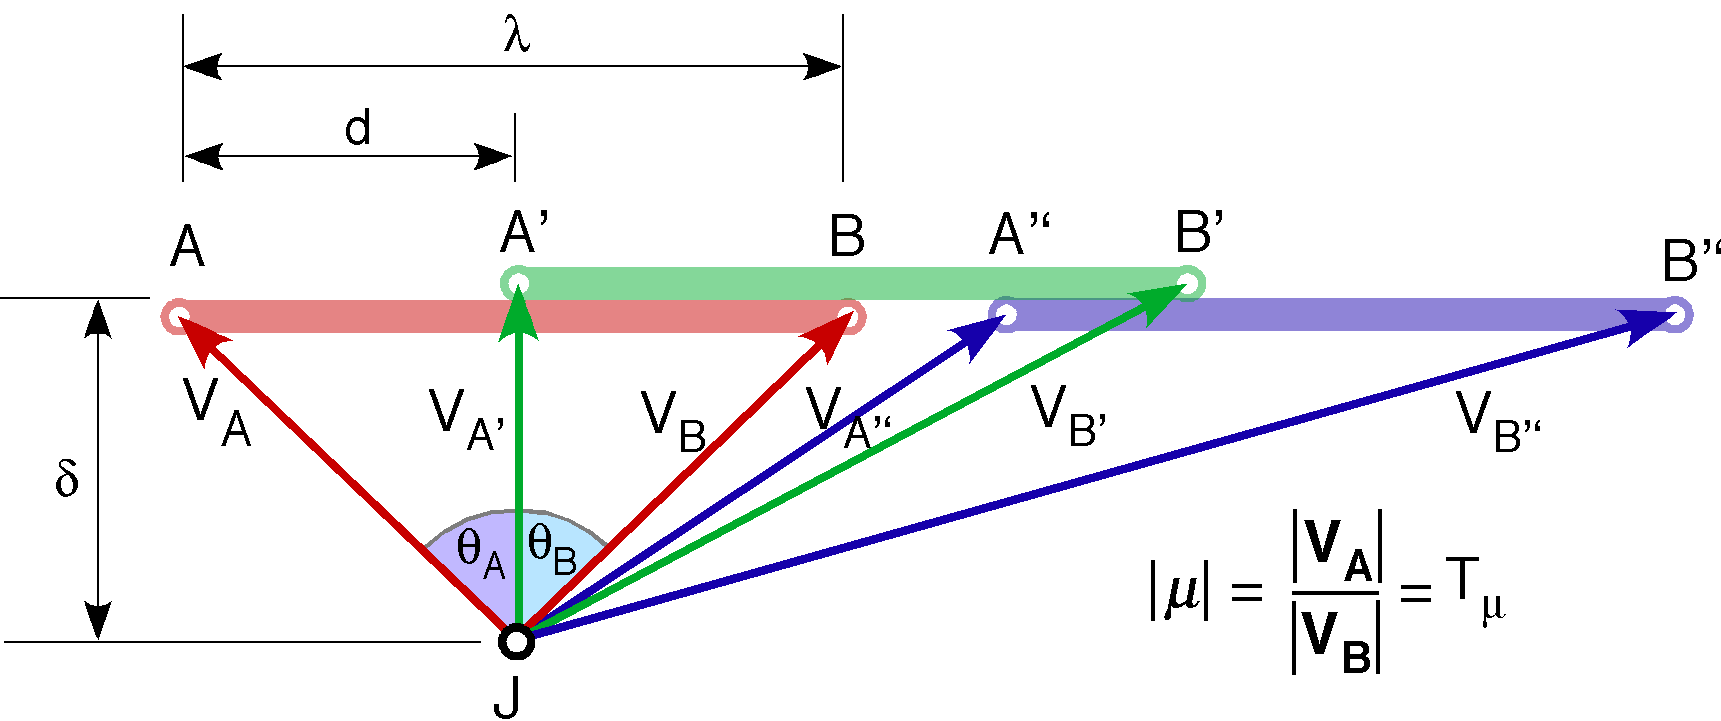 λ
d
A
A’
B
A“
B’
B“
V_A
V_A’
V_B
V_A“
V_B’
V_B“
δ
θ_A
θ_B
|μ| = |V_A| / |V_B| = T_μ
J